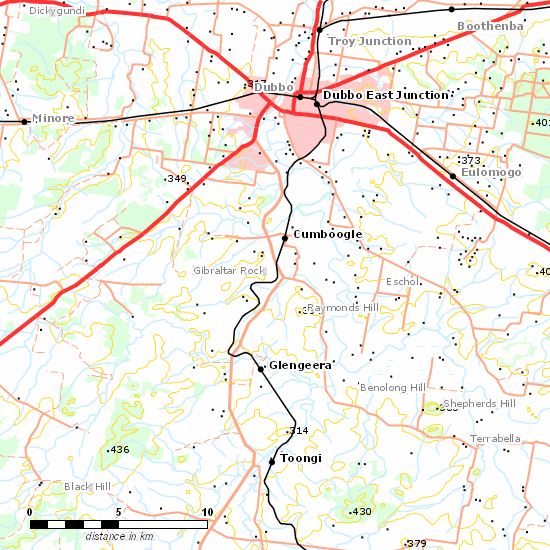 Dickygundi
Boothenba
Troy Junction
.317
Dubbo
Dubbo East Junction
Minore
.401
.373
Eulomogo
.349
Cumboogle
Gibraltar Rock
.40
Eschol
Raymonds Hill
Glengeera
Benolong Hill
Shepherds Hill
.314
Terrabella
.436
Toongi
Black Hill
0 5 10
distance in km
.430
.379